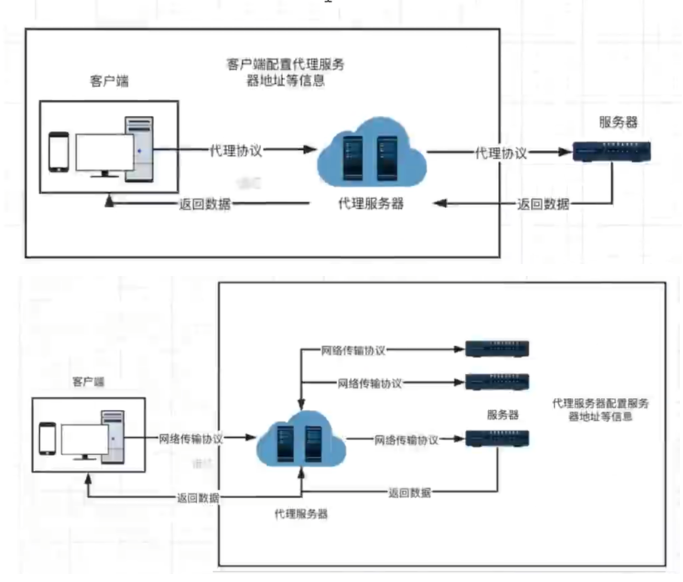 客户端配置代理服务
器地址等信息
客户端
服务器
代理协议
代理协议
返回数据
代理服务器
返回数据
网络传输协议
客户端
网络传输协议
代理服务器配置服务
器地址等信息
服务器
网络传输协议
网络传输协议
返回数据
返回数据
代理服务器